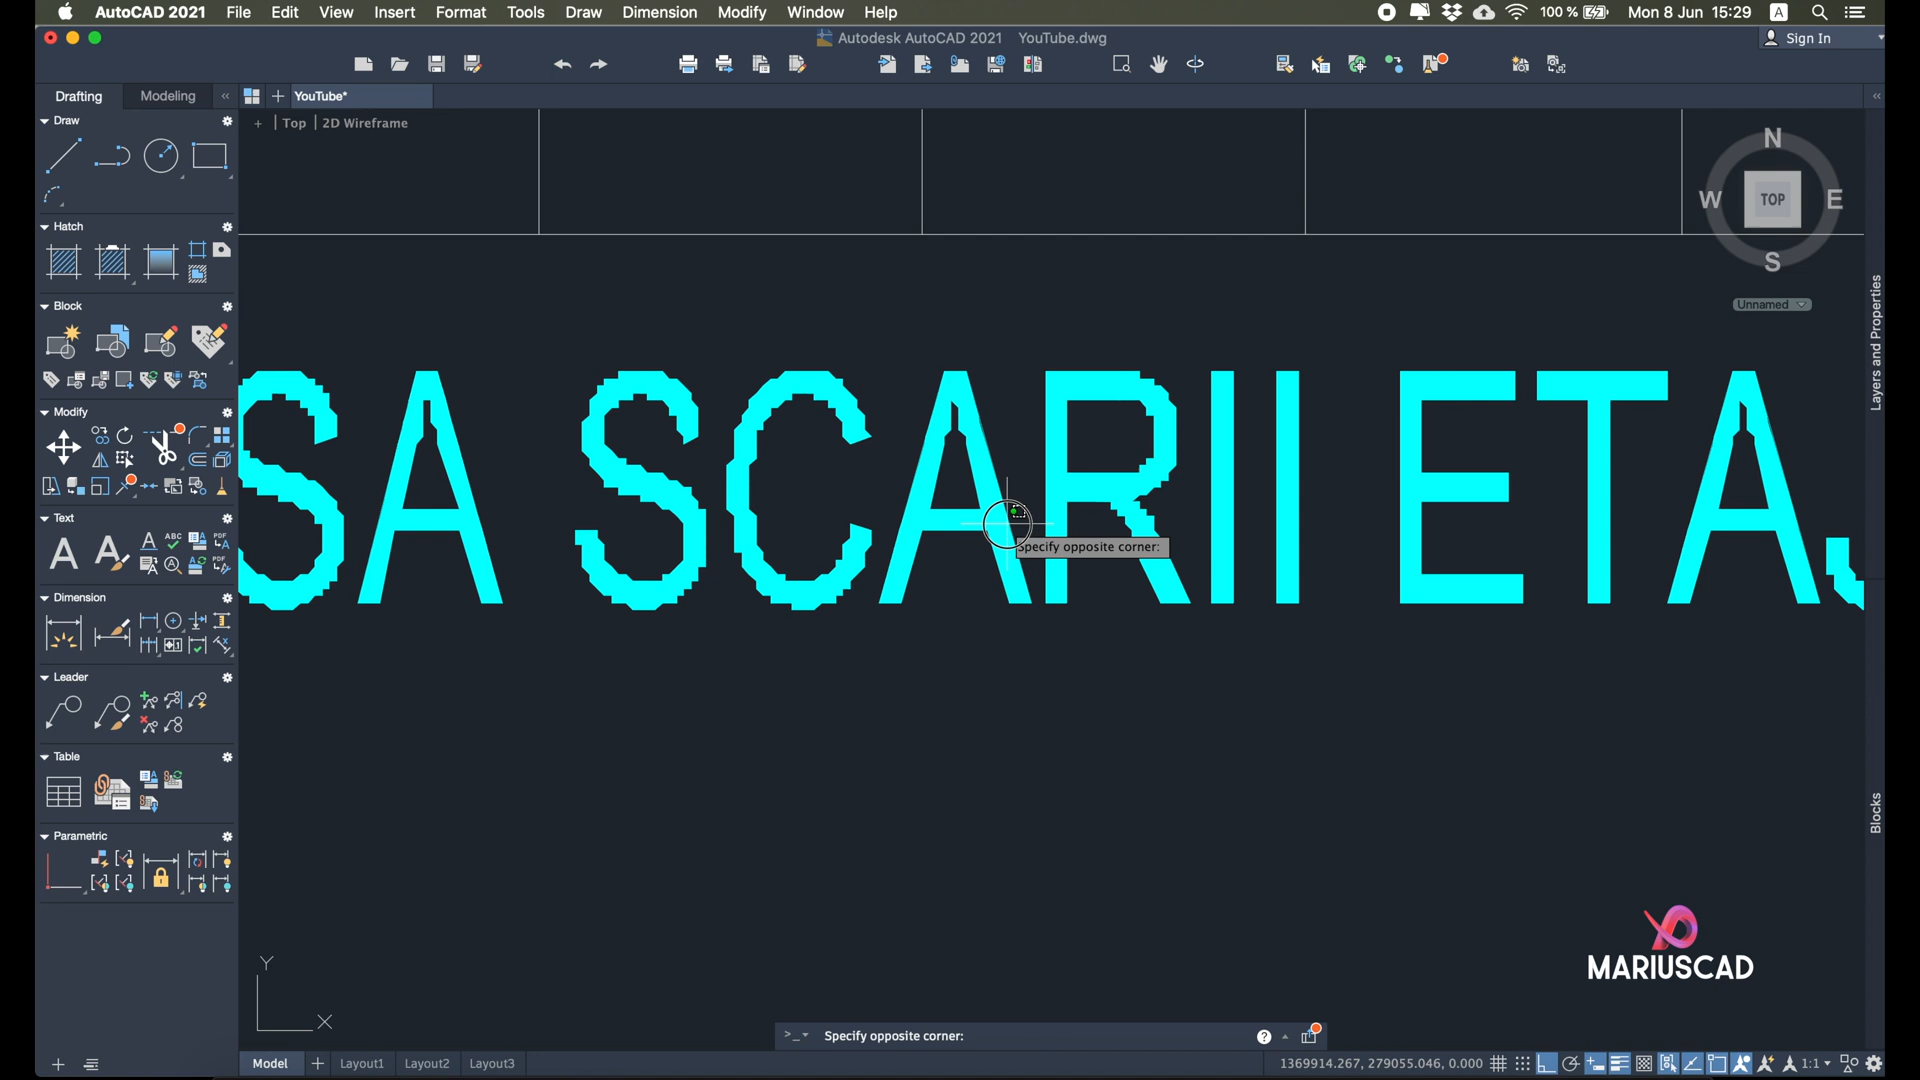 AutoCAD 2021 File Edit View Insert Format Tools Draw Dimension Modify Window Help 100 % Mon 8 Jun 15:29 A
Autodesk AutoCAD 2021 YouTube.dwg
Sign In
Drafting Modeling « YouTube* «
Draw
+ | Top | 2D Wireframe
N
W TOP E
S
Unnamed
Hatch
Block
Layers and Properties
Modify
SA SCARII ETA
Text
Specify opposite corner:
Dimension
Leader
Table
Blocks
Parametric
MARIUSCAD
Y
X
>_ Specify opposite corner:
Model Layout1 Layout2 Layout3 1369914.267, 279055.046, 0.000 1:1